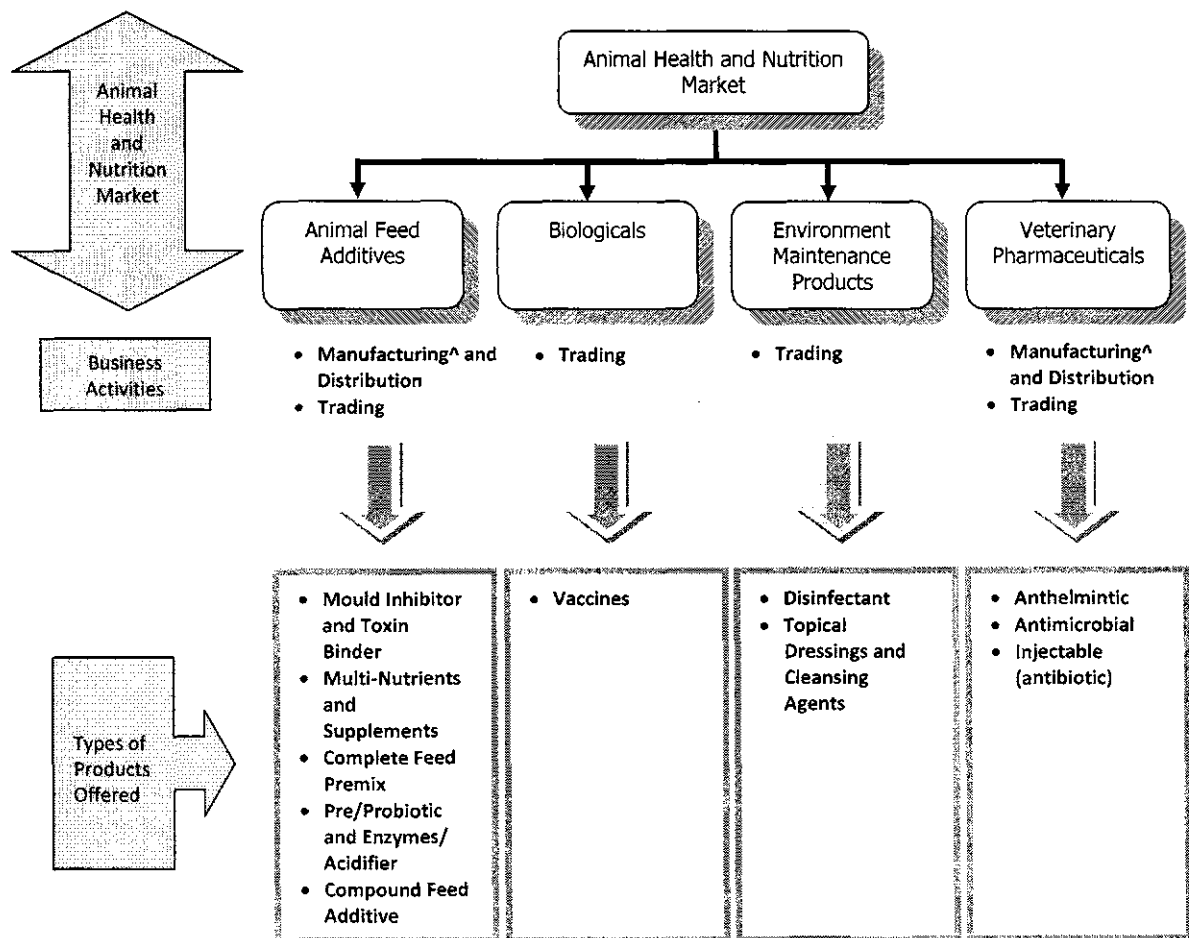 Animal
Health
and
Nutrition
Market
Animal Health and Nutrition
Market
Animal Feed
Additives
Biologicals
Environment
Maintenance
Products
Veterinary
Pharmaceuticals
Business
Activities
• Manufacturing^ and
Distribution
• Trading
• Trading
• Trading
• Manufacturing^
and Distribution
• Trading
Types of
Products
Offered
• Mould Inhibitor
and Toxin
Binder
• Multi-Nutrients
and
Supplements
• Complete Feed
Premix
• Pre/Probiotic
and Enzymes/
Acidifier
• Compound Feed
Additive
• Vaccines
• Disinfectant
• Topical
Dressings and
Cleansing
Agents
• Anthelmintic
• Antimicrobial
• Injectable
(antibiotic)